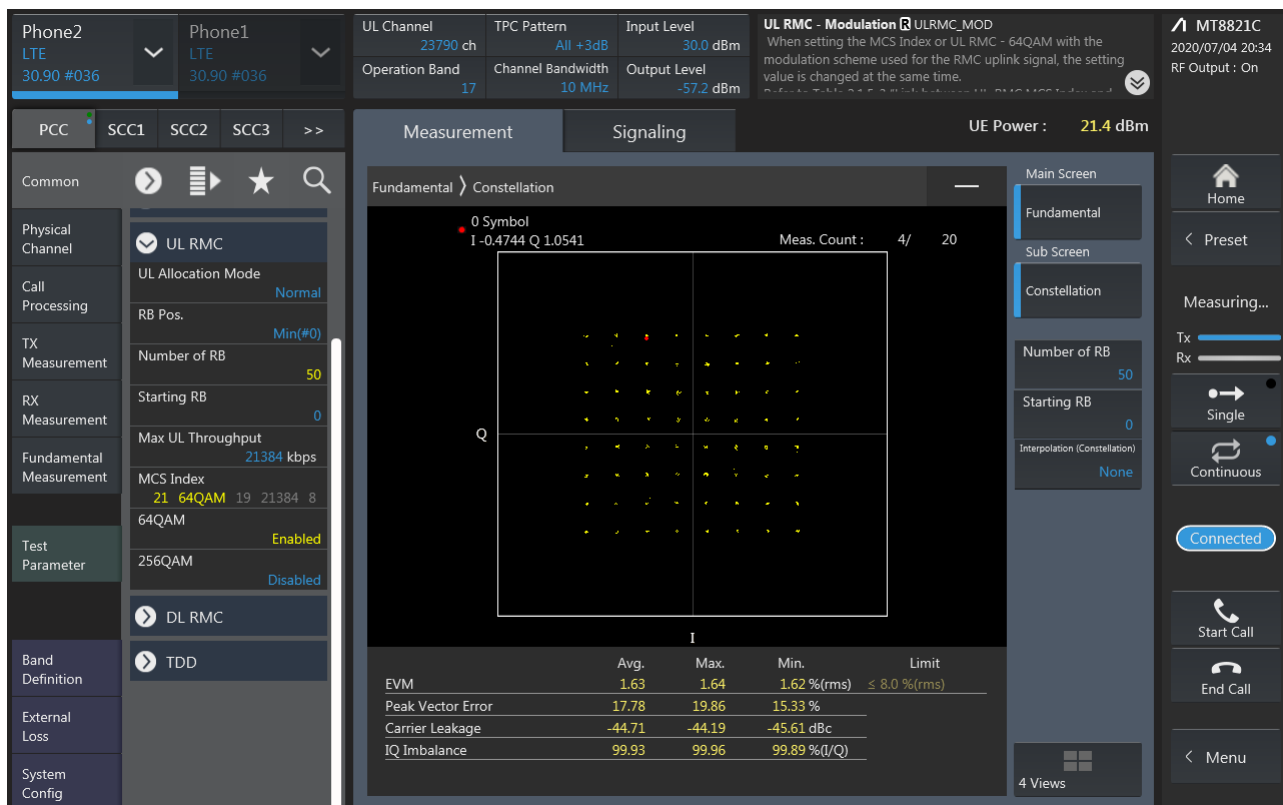 Phone2
LTE
30.90 #036
Phone1
LTE
30.90 #036
UL Channel
23790 ch
TPC Pattern
All +3dB
Input Level
30.0 dBm
Operation Band
17
Channel Bandwidth
10 MHz
Output Level
-57.2 dBm
UL RMC - Modulation R ULRMC_MOD
When setting the MCS Index or UL RMC - 64QAM with the
modulation scheme used for the RMC uplink signal, the setting
value is changed at the same time.
MT8821C
2020/07/04 20:34
RF Output : On
PCC SCC1 SCC2 SCC3 >>
Measurement
Signaling
UE Power : 21.4 dBm
Common
Physical
Channel
Call
Processing
TX
Measurement
RX
Measurement
Fundamental
Measurement
Test
Parameter
Band
Definition
External
Loss
System
Config
UL RMC
UL Allocation Mode
Normal
RB Pos.
Min(#0)
Number of RB
50
Starting RB
0
Max UL Throughput
21384 kbps
MCS Index
21 64QAM 19 21384 8
64QAM
Enabled
256QAM
Disabled
DL RMC
TDD
Fundamental 〉 Constellation
0 Symbol
I -0.4744 Q 1.0541
Meas. Count : 4/ 20
Q
I
Avg. Max. Min. Limit
EVM 1.63 1.64 1.62 %(rms) ≤ 8.0 %(rms)
Peak Vector Error 17.78 19.86 15.33 %
Carrier Leakage -44.71 -44.19 -45.61 dBc
IQ Imbalance 99.93 99.96 99.89 %(I/Q)
Main Screen
Fundamental
Sub Screen
Constellation
Number of RB
50
Starting RB
0
Interpolation (Constellation)
None
4 Views
Home
< Preset
Measuring...
Tx
Rx
Single
Continuous
Connected
Start Call
End Call
< Menu